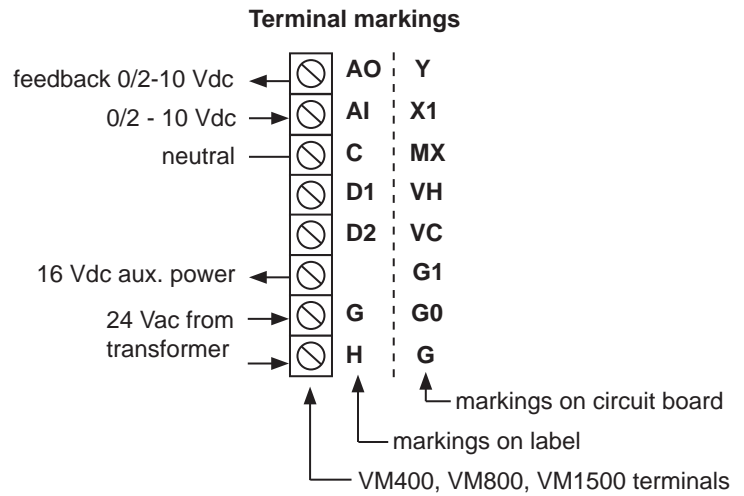 Terminal markings
feedback 0/2-10 Vdc AO Y
0/2 - 10 Vdc AI X1
neutral C MX
D1 VH
D2 VC
16 Vdc aux. power G1
24 Vac from G G0
transformer H G
markings on circuit board
markings on label
VM400, VM800, VM1500 terminals